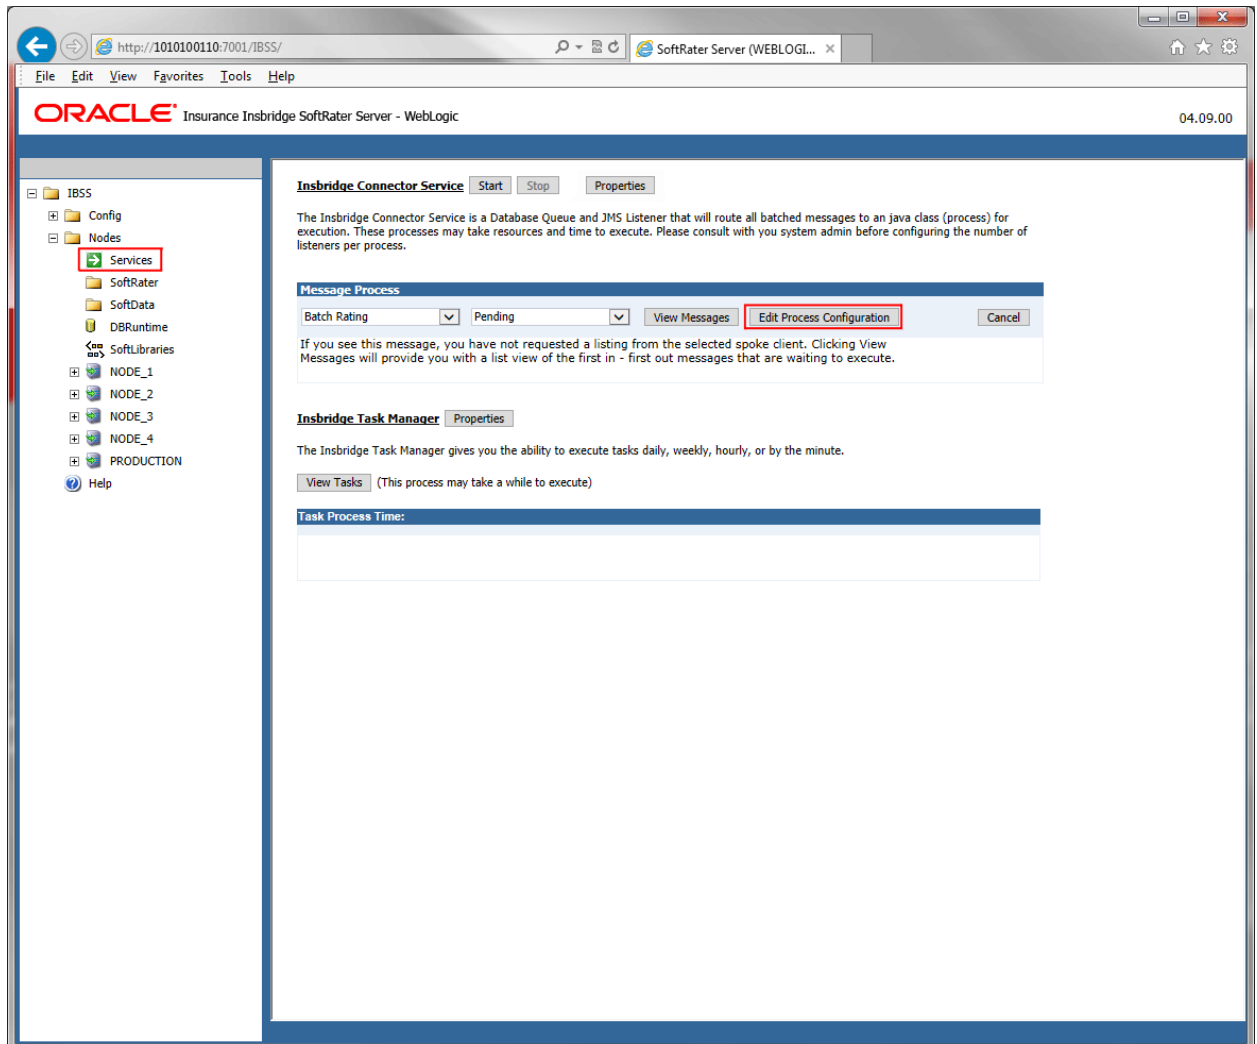 http://1010100110:7001/IBSS/
SoftRater Server (WEBLOGI...
File Edit View Favorites Tools Help
ORACLE Insurance Insbridge SoftRater Server - WebLogic
04.09.00
IBSS
Config
Nodes
Services
SoftRater
SoftData
DBRuntime
SoftLibraries
NODE_1
NODE_2
NODE_3
NODE_4
PRODUCTION
Help
Insbridge Connector Service Start Stop Properties
The Insbridge Connector Service is a Database Queue and JMS Listener that will route all batched messages to an java class (process) for
execution. These processes may take resources and time to execute. Please consult with you system admin before configuring the number of
listeners per process.
Message Process
Batch Rating Pending View Messages Edit Process Configuration Cancel
If you see this message, you have not requested a listing from the selected spoke client. Clicking View
Messages will provide you with a list view of the first in - first out messages that are waiting to execute.
Insbridge Task Manager Properties
The Insbridge Task Manager gives you the ability to execute tasks daily, weekly, hourly, or by the minute.
View Tasks (This process may take a while to execute)
Task Process Time: